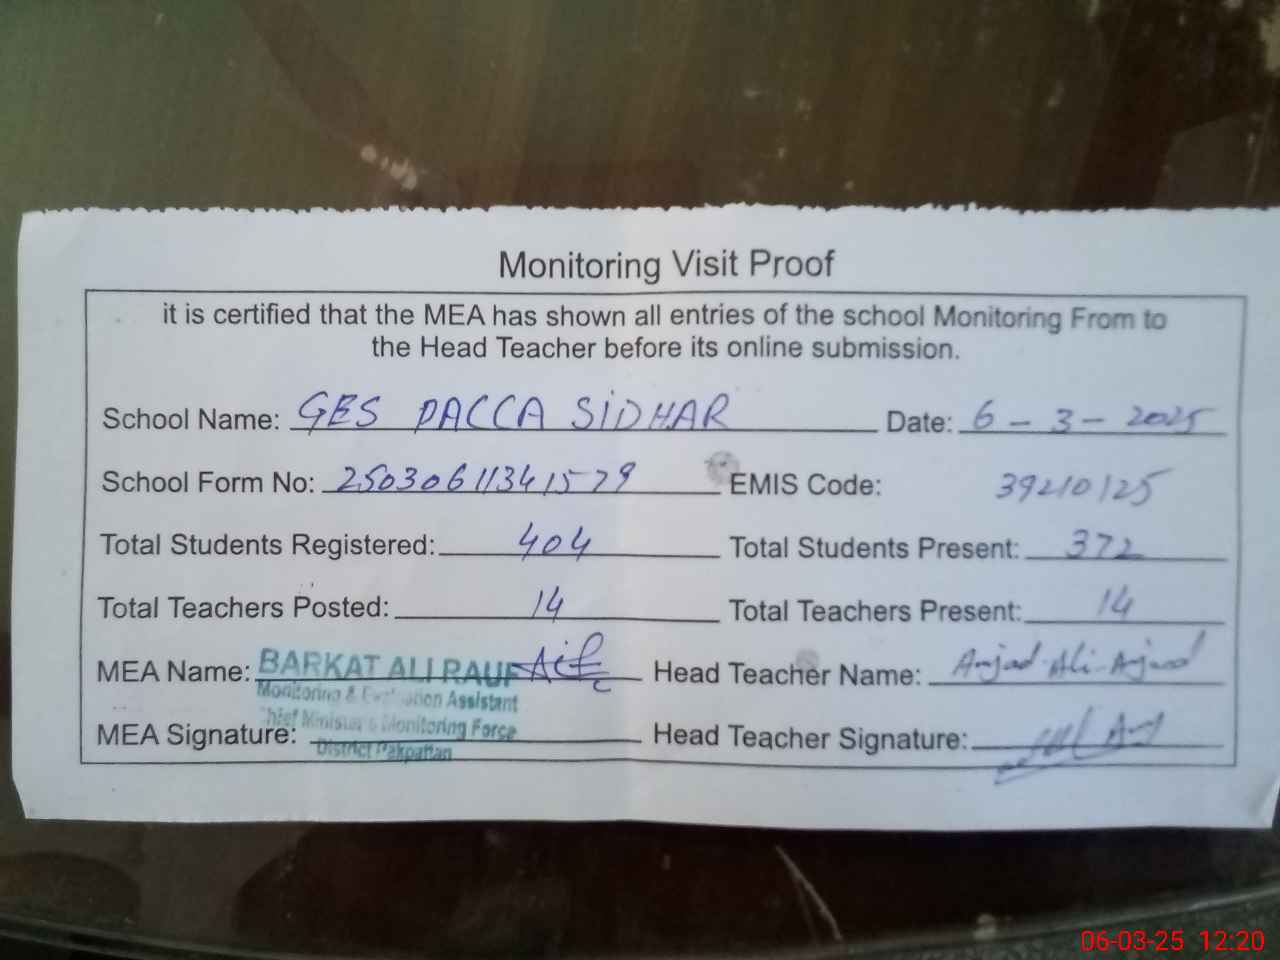 Monitoring Visit Proof
it is certified that the MEA has shown all entries of the school Monitoring From to
the Head Teacher before its online submission.
School Name: GES PACCA SIDHAR Date: 6 - 3 - 2025
School Form No: 25030611341579 EMIS Code: 39210125
Total Students Registered: 404 Total Students Present: 372
Total Teachers Posted: 14 Total Teachers Present: 14
MEA Name: BARKAT ALI RAUF Head Teacher Name: Amjad Ali Amjad
Monitoring & Evaluation Assistant
Chief Minister's Monitoring Force
MEA Signature: Head Teacher Signature:
District Pakpattan
06-03-25 12:20